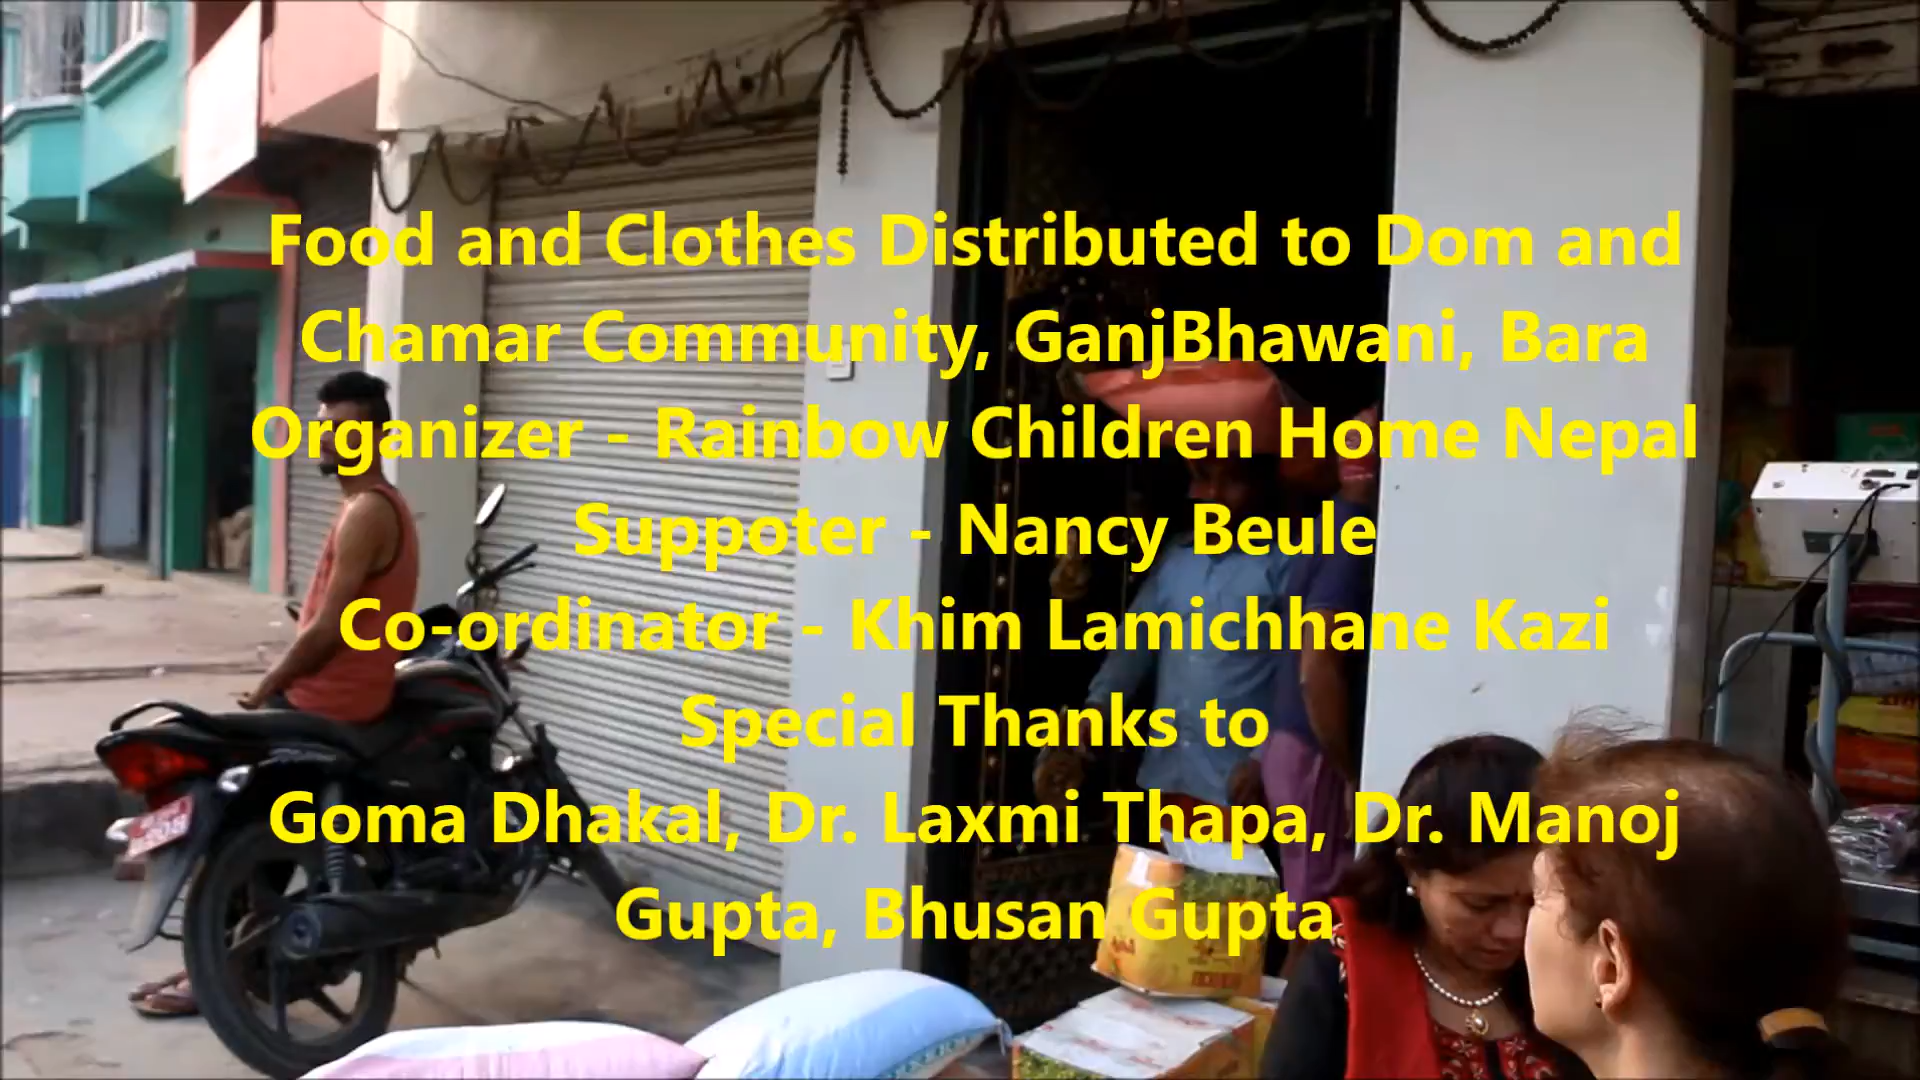 Food and Clothes Distributed to Dom and
Chamar Community, GanjBhawani, Bara
Organizer - Rainbow Children Home Nepal
Suppoter - Nancy Beule
Co-ordinator - Khim Lamichhane Kazi
Special Thanks to
Goma Dhakal, Dr. Laxmi Thapa, Dr. Manoj
Gupta, Bhusan Gupta